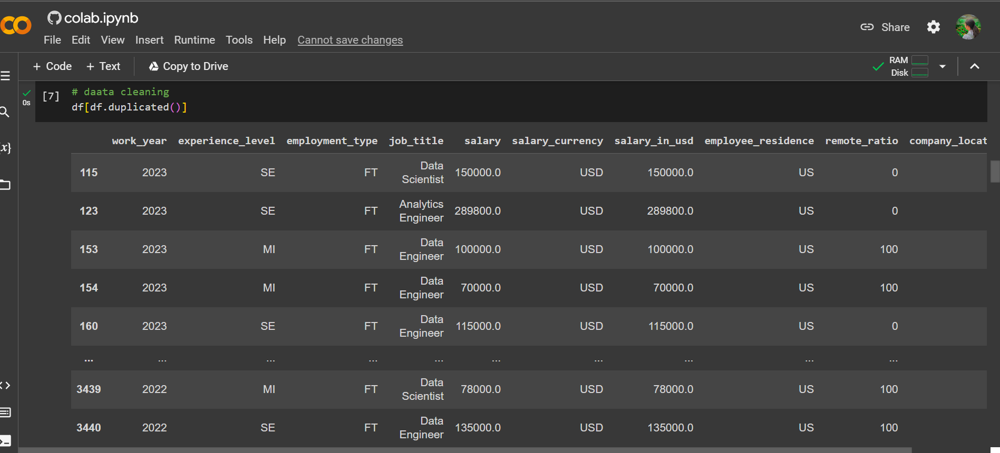 colab.ipynb
File Edit View Insert Runtime Tools Help Cannot save changes
Share
+ Code + Text Copy to Drive
RAM
Disk
0s
[7]
# daata cleaning
df[df.duplicated()]
work_year experience_level employment_type job_title salary salary_currency salary_in_usd employee_residence remote_ratio company_locat
115 2023 SE FT Data Scientist 150000.0 USD 150000.0 US 0
123 2023 SE FT Analytics Engineer 289800.0 USD 289800.0 US 0
153 2023 MI FT Data Engineer 100000.0 USD 100000.0 US 100
154 2023 MI FT Data Engineer 70000.0 USD 70000.0 US 100
160 2023 SE FT Data Engineer 115000.0 USD 115000.0 US 0
... ... ... ... ... ... ... ... ... ...
3439 2022 MI FT Data Scientist 78000.0 USD 78000.0 US 100
3440 2022 SE FT Data Engineer 135000.0 USD 135000.0 US 100